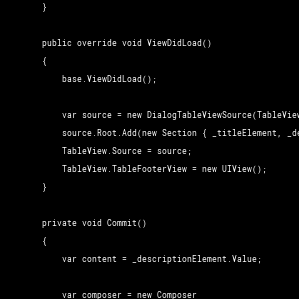 }
public override void ViewDidLoad()
{
base.ViewDidLoad();
var source = new DialogTableViewSource(TableView
source.Root.Add(new Section { _titleElement, _de
TableView.Source = source;
TableView.TableFooterView = new UIView();
}
private void Commit()
{
var content = _descriptionElement.Value;
var composer = new Composer